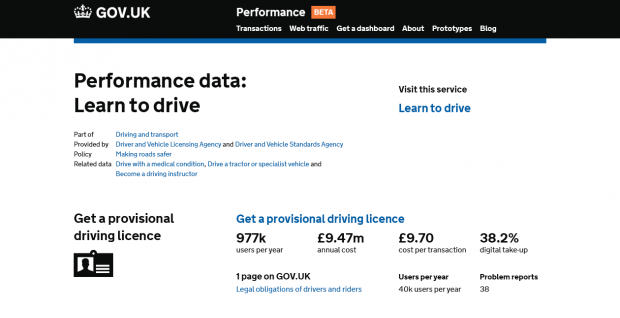 GOV.UK
Performance BETA
Transactions Web traffic Get a dashboard About Prototypes Blog
Performance data:
Learn to drive
Visit this service
Learn to drive
Part of Driving and transport
Provided by Driver and Vehicle Licensing Agency and Driver and Vehicle Standards Agency
Policy Making roads safer
Related data Drive with a medical condition, Drive a tractor or specialist vehicle and
Become a driving instructor
Get a provisional
driving licence
Get a provisional driving licence
977k £9.47m £9.70 38.2%
users per year annual cost cost per transaction digital take-up
1 page on GOV.UK Users per year Problem reports
Legal obligations of drivers and riders 40k users per year 38